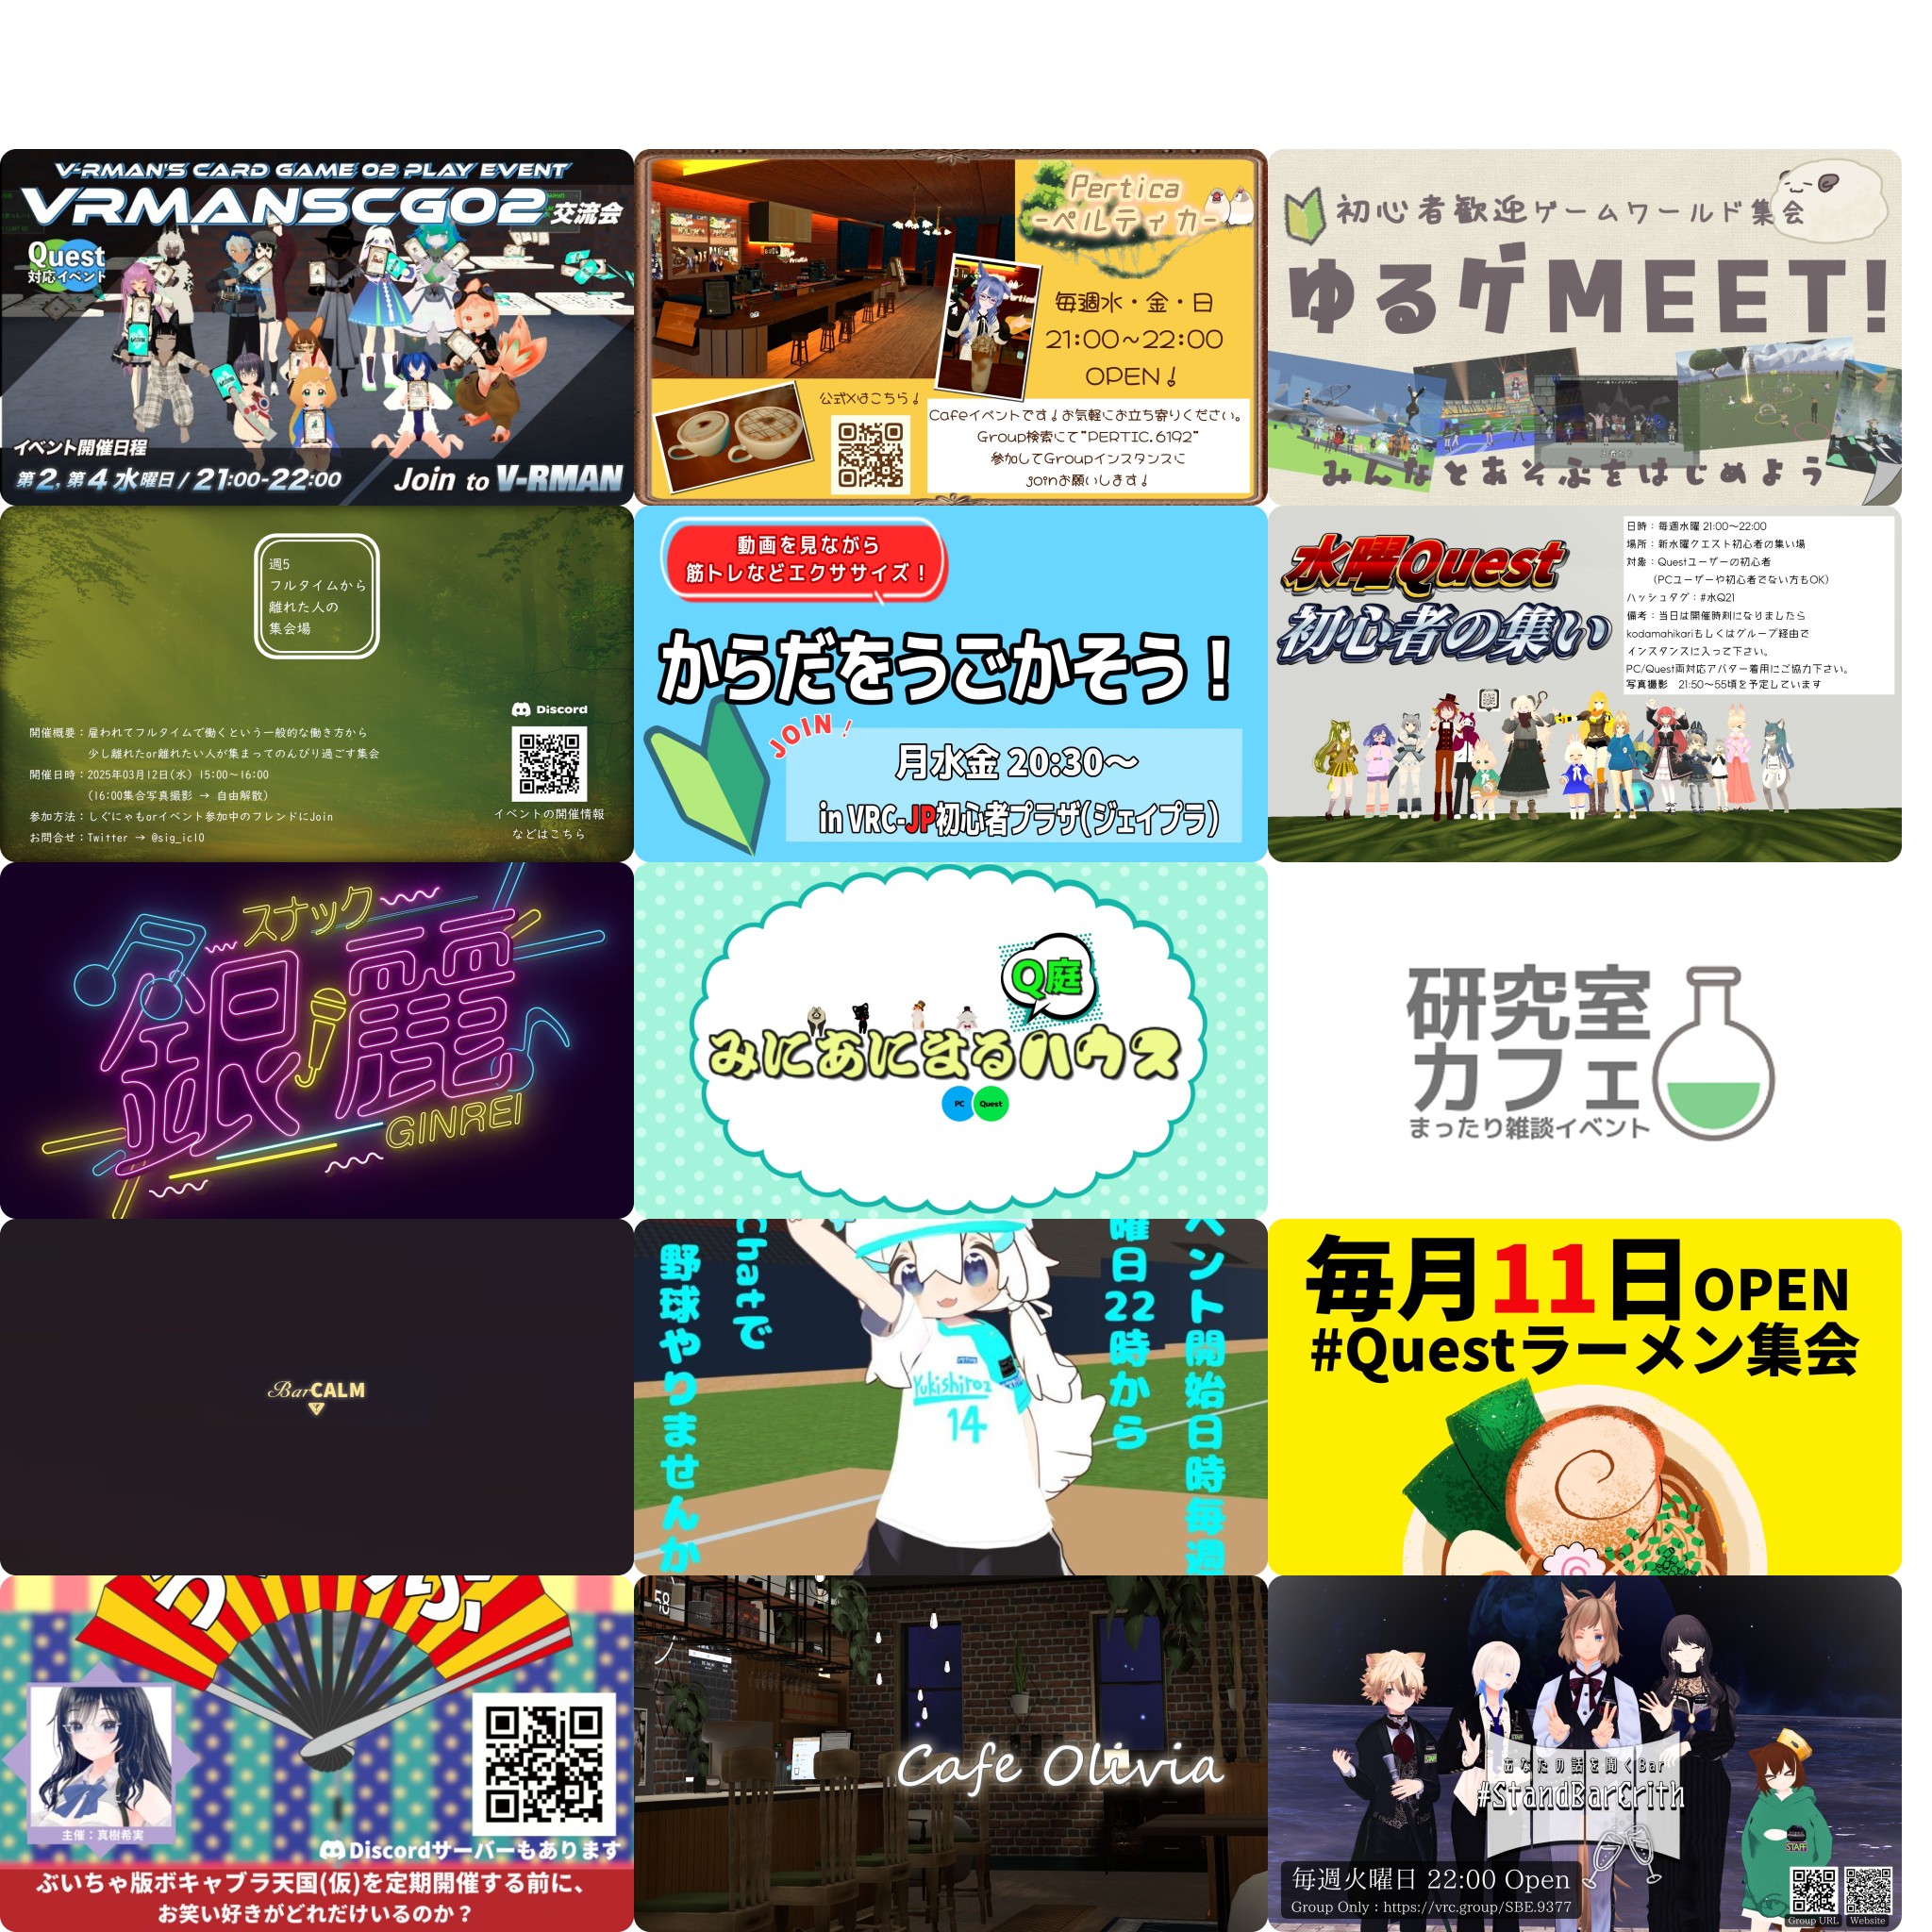 V-RMAN'S CARD GAME 02 PLAY EVENT
VRMANSCG02交流会
Quest
対応イベント
イベント開催日程
第2, 第4 水曜日 / 21:00-22:00
Join to V-RMAN
Pertica
-ペルティカ-
毎週水・金・日
21:00~22:00
OPEN!
公式Xはこちら!
Cafeイベントです!お気軽にお立ち寄りください。
Group検索にて"PERTIC.6192"
参加してGroupインスタンスに
joinお願いします!
初心者歓迎ゲームワールド集会
ゆるゲMEET!
みんなとあそぶをはじめよう
週5
フルタイムから
離れた人の
集会場
Discord
開催概要:雇われてフルタイムで働くという一般的な働き方から
少し離れたor離れたい人が集まってのんびり過ごす集会
開催日時:2025年03月12日(水) 15:00~16:00
(16:00集合写真撮影 → 自由解散)
参加方法:しぐにゃもorイベント参加中のフレンドにJoin
お問合せ:Twitter → @sig_icl0
イベントの開催情報
などはこちら
動画を見ながら
筋トレなどエクササイズ!
からだをうごかそう!
JOIN!
月水金 20:30~
in VRC-JP初心者プラザ(ジェイプラ)
水曜Quest
初心者の集い
日時:毎週水曜 21:00~22:00
場所:新水曜クエスト初心者の集い場
対象:Questユーザーの初心者
(PCユーザーや初心者でない方もOK)
ハッシュタグ:#水Q21
備考:当日は開催時刻になりましたら
kodamahikariもしくはグループ経由で
インスタンスに入って下さい。
PC/Quest両対応アバター着用にご協力下さい。
写真撮影 21:50~55頃を予定しています
スナック
銀麗
GINREI
Q庭
みにあにまるハウス
PC
Quest
研究室
カフェ
まったり雑談イベント
BarCALM
ベント開始日時毎週
曜日22時から
Chatで
野球やりませんか
Yukishiroz
14
毎月11日OPEN
#Questラーメン集会
主催:真樹希実
Discordサーバーもあります
ぶいちゃ版ボキャブラ天国(仮)を定期開催する前に、
お笑い好きがどれだけいるのか?
Cafe Olivia
あなたの話を聞くBar
#StandBarCrith
STAFF
毎週火曜日 22:00 Open
Group Only : https://vrc.group/SBE.9377
Group URL
Website